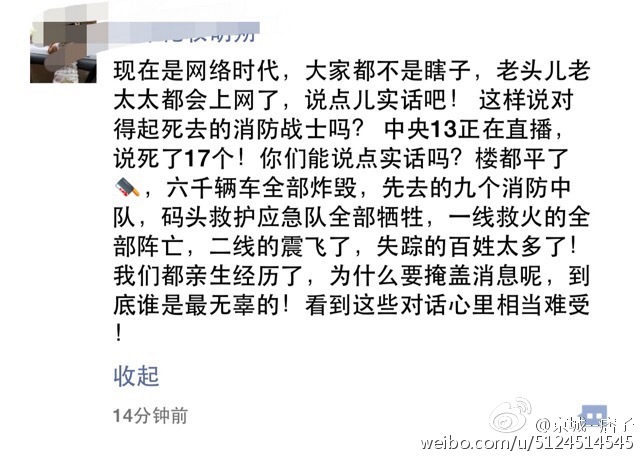 现在是网络时代，大家都不是瞎子，老头儿老
太太都会上网了，说点儿实话吧！ 这样说对
得起死去的消防战士吗？ 中央13正在直播，
说死了17个！你们能说点实话吗？楼都平了
，六千辆车全部炸毁，先去的九个消防中
队，码头救护应急队全部牺牲，一线救火的全
部阵亡，二线的震飞了，失踪的百姓太多了！
我们都亲生经历了，为什么要掩盖消息呢，到
底谁是最无辜的！看到这些对话心里相当难受
！
收起
14分钟前
weibo.com/u/5124514545